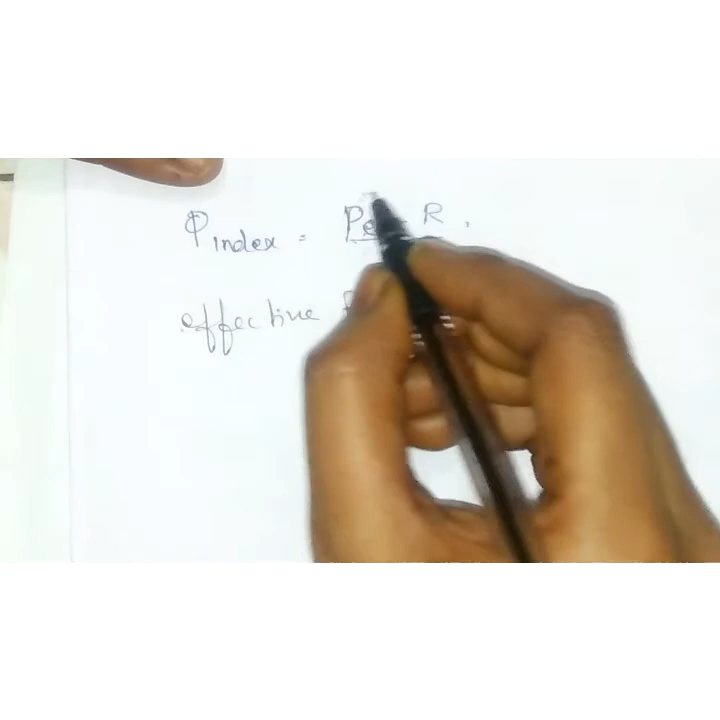 φ index = Pe - R .
effective